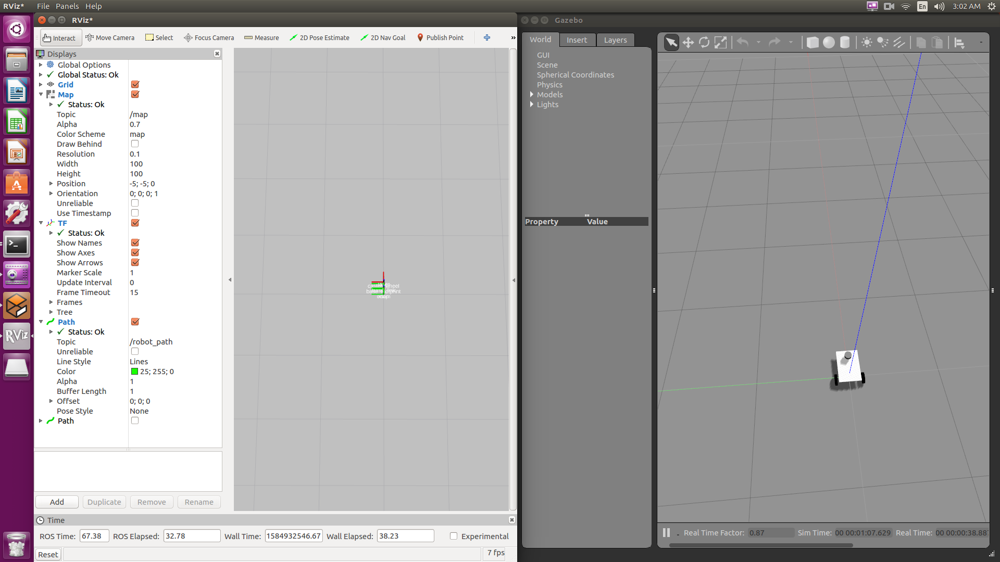 RViz* File Panels Help En 3:02 AM
RViz*
Gazebo
Interact Move Camera Select Focus Camera Measure 2D Pose Estimate 2D Nav Goal Publish Point »
World Insert Layers
Displays
Global Options
Global Status: Ok
Grid
Map
Status: Ok
Topic /map
Alpha 0.7
Color Scheme map
Draw Behind
Resolution 0.1
Width 100
Height 100
Position -5; -5; 0
Orientation 0; 0; 0; 1
Unreliable
Use Timestamp
TF
Status: Ok
Show Names
Show Axes
Show Arrows
Marker Scale 1
Update Interval 0
Frame Timeout 15
Frames
Tree
Path
Status: Ok
Topic /robot_path
Unreliable
Line Style Lines
Color 25; 255; 0
Alpha 1
Buffer Length 1
Offset 0; 0; 0
Pose Style None
Path
Add Duplicate Remove Rename
Time
ROS Time: 67.38 ROS Elapsed: 32.78 Wall Time: 1584932546.67 Wall Elapsed: 38.23 Experimental
Reset 7 fps
RViz
GUI
Scene
Spherical Coordinates
Physics
Models
Lights
Property Value
Real Time Factor: 0.87 Sim Time: 00 00:01:07.629 Real Time: 00 00:00:38.88